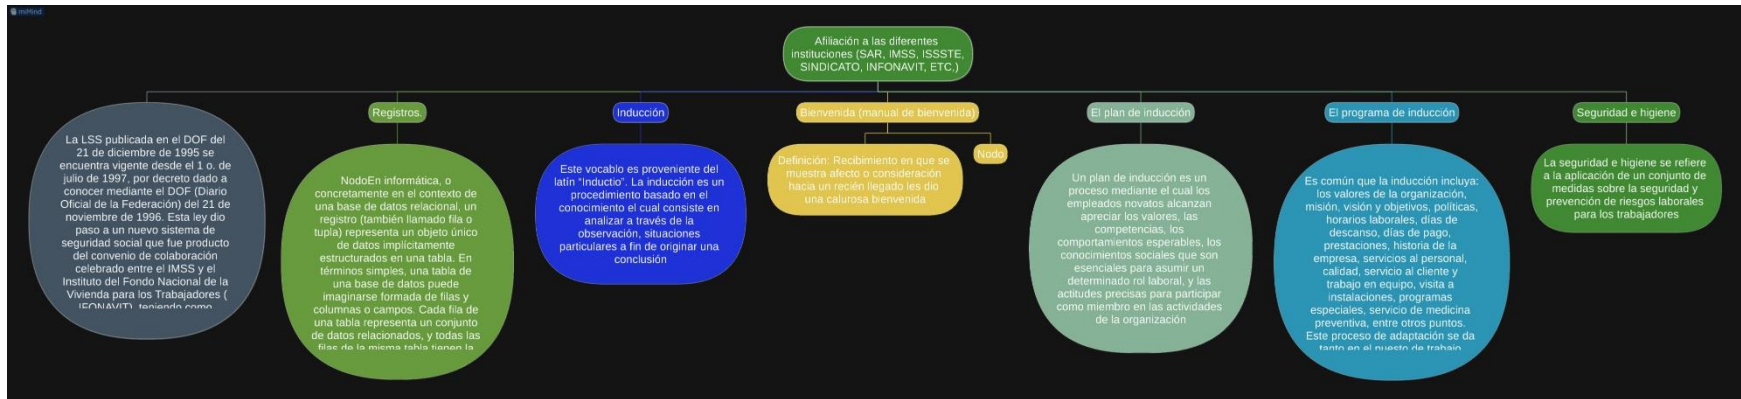 miMind
Afiliación a las diferentes
instituciones (SAR, IMSS, ISSSTE,
SINDICATO, INFONAVIT, ETC,)
La LSS publicada en el DOF del
21 de diciembre de 1995 se
encuentra vigente desde el 1 o. de
julio de 1997, por decreto dado a
conocer mediante el DOF (Diario
Oficial de la Federación) del 21 de
noviembre de 1996. Esta ley dio
paso a un nuevo sistema de
seguridad social que fue producto
del convenio de colaboración
celebrado entre el IMSS y el
Instituto del Fondo Nacional de la
Vivienda para los Trabajadores (
IFONAVIT), teniendo como
Registros.
NodoEn informática, o
concretamente en el contexto de
una base de datos relacional, un
registro (también llamado fila o
tupla) representa un objeto único
de datos implícitamente
estructurados en una tabla. En
términos simples, una tabla de
una base de datos puede
imaginarse formada de filas y
columnas o campos. Cada fila de
una tabla representa un conjunto
de datos relacionados, y todas las
filas de la misma tabla tienen la
Inducción
Este vocablo es proveniente del
latín “Inductio”. La inducción es un
procedimiento basado en el
conocimiento el cual consiste en
analizar a través de la
observación, situaciones
particulares a fin de originar una
conclusión
Bienvenida (manual de bienvenida)
Definición: Recibimiento en que se
muestra afecto o consideración
hacia un recién llegado les dio
una calurosa bienvenida
Nodo
El plan de inducción
Un plan de inducción es un
proceso mediante el cual los
empleados novatos alcanzan
apreciar los valores, las
competencias, los
comportamientos esperables, los
conocimientos sociales que son
esenciales para asumir un
determinado rol laboral, y las
actitudes precisas para participar
como miembro en las actividades
de la organización
El programa de inducción
Es común que la inducción incluya:
los valores de la organización,
misión, visión y objetivos, políticas,
horarios laborales, días de
descanso, días de pago,
prestaciones, historia de la
empresa, servicios al personal,
calidad, servicio al cliente y
trabajo en equipo, visita a
instalaciones, programas
especiales, servicio de medicina
preventiva, entre otros puntos.
Este proceso de adaptación se da
tanto en el puesto de trabajo
Seguridad e higiene
La seguridad e higiene se refiere
a la aplicación de un conjunto de
medidas sobre la seguridad y
prevención de riesgos laborales
para los trabajadores